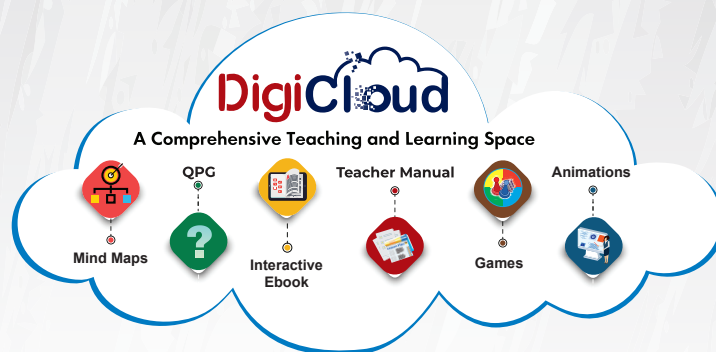 DigiCloud
A Comprehensive Teaching and Learning Space
Mind Maps
QPG
?
Interactive
Ebook
Teacher Manual
Games
Animations